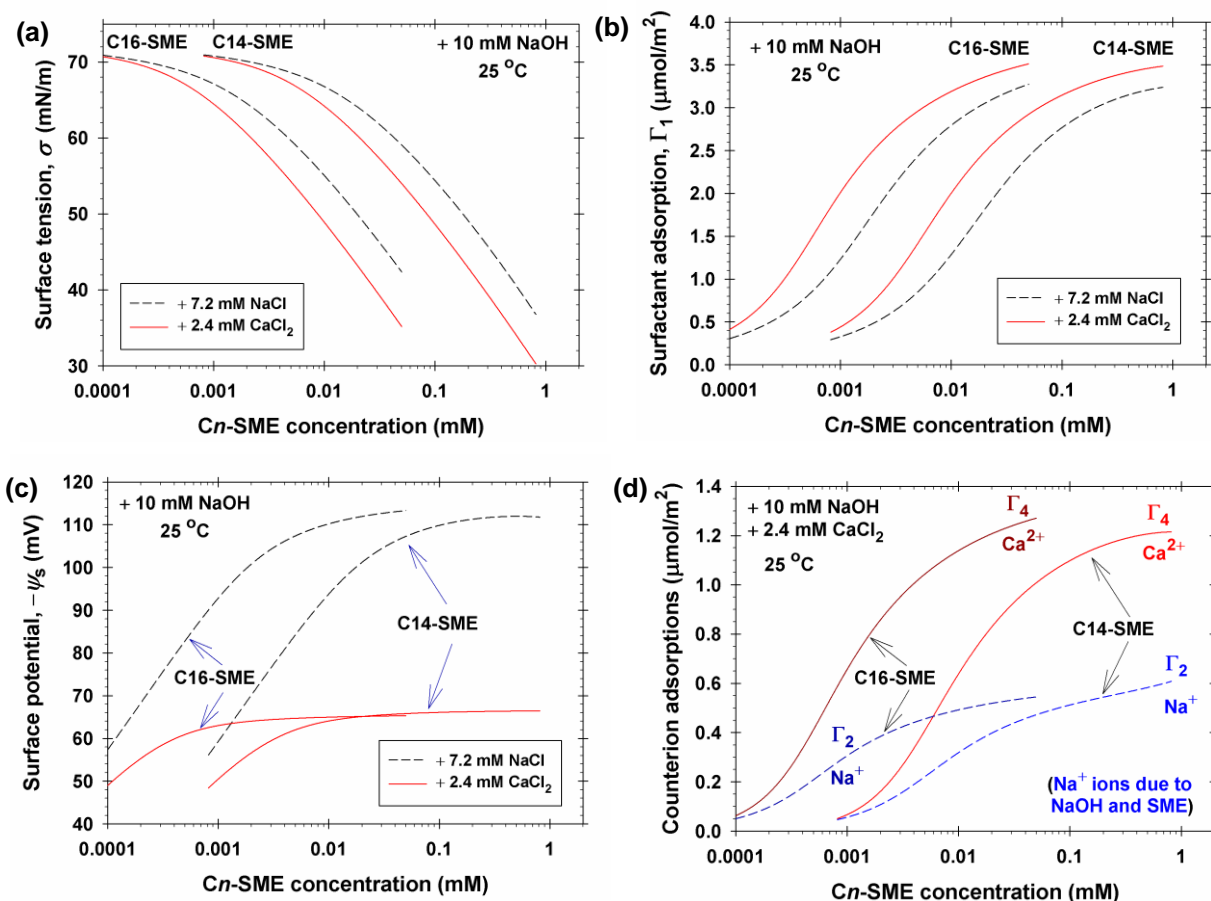 (a)
C16-SME
C14-SME
+ 10 mM NaOH
25 °C
Surface tension, σ (mN/m)
70
60
50
40
30
+ 7.2 mM NaCl
+ 2.4 mM CaCl₂
0.0001
0.001
0.01
0.1
1
Cn-SME concentration (mM)
(b)
+ 10 mM NaOH
25 °C
C16-SME
C14-SME
Surfactant adsorption, Γ₁ (μmol/m²)
4.0
3.5
3.0
2.5
2.0
1.5
1.0
0.5
0.0
+ 7.2 mM NaCl
+ 2.4 mM CaCl₂
0.0001
0.001
0.01
0.1
1
Cn-SME concentration (mM)
(c)
+ 10 mM NaOH
25 °C
Surface potential, −ψₛ (mV)
120
110
100
90
80
70
60
50
40
C14-SME
C16-SME
+ 7.2 mM NaCl
+ 2.4 mM CaCl₂
0.0001
0.001
0.01
0.1
1
Cn-SME concentration (mM)
(d)
+ 10 mM NaOH
+ 2.4 mM CaCl₂
25 °C
Counterion adsorptions (μmol/m²)
1.4
1.2
1.0
0.8
0.6
0.4
0.2
0.0
Γ₄
Ca²⁺
Γ₄
Ca²⁺
C14-SME
C16-SME
Γ₂
Na⁺
Γ₂
Na⁺
(Na⁺ ions due to
NaOH and SME)
0.0001
0.001
0.01
0.1
1
Cn-SME concentration (mM)